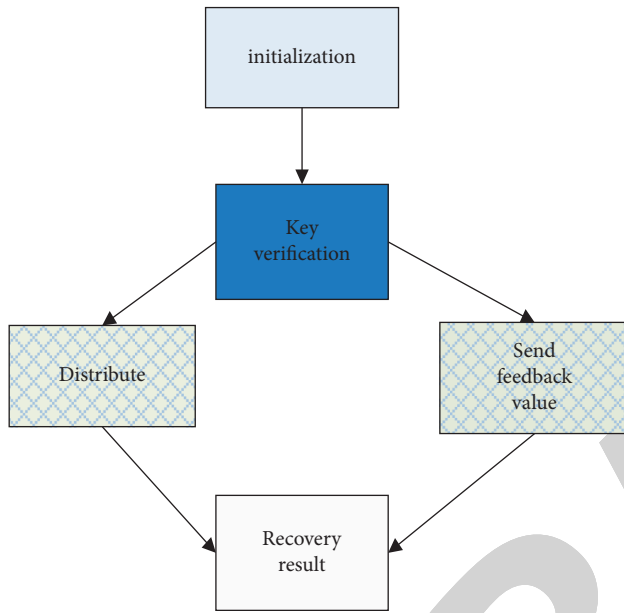 initialization
Key
verification
Distribute
Send
feedback
value
Recovery
result